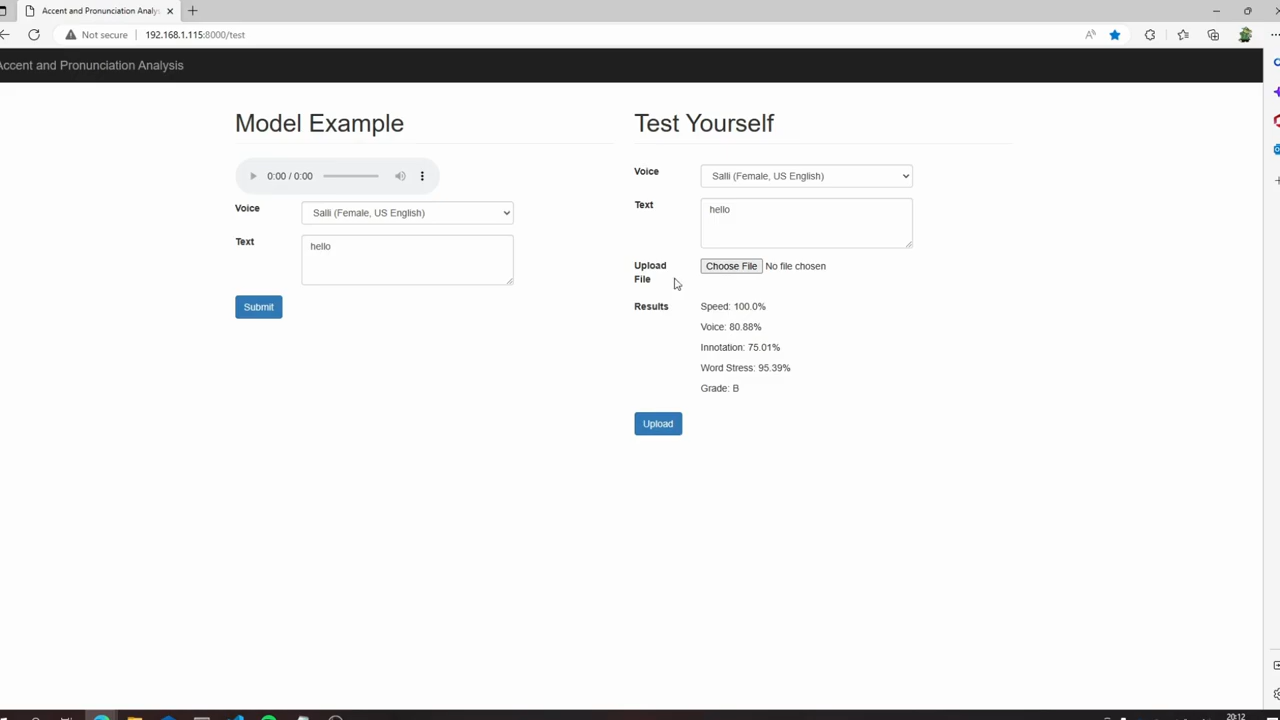 Accent and Pronunciation Analys
Not secure
192.168.1.115:8000/test
Accent and Pronunciation Analysis
Model Example
0:00 / 0:00
Voice
Salli (Female, US English)
Text
hello
Submit
Test Yourself
Voice
Salli (Female, US English)
Text
hello
Upload
File
Choose File No file chosen
Results
Speed: 100.0%
Voice: 80.88%
Innotation: 75.01%
Word Stress: 95.39%
Grade: B
Upload
20:12